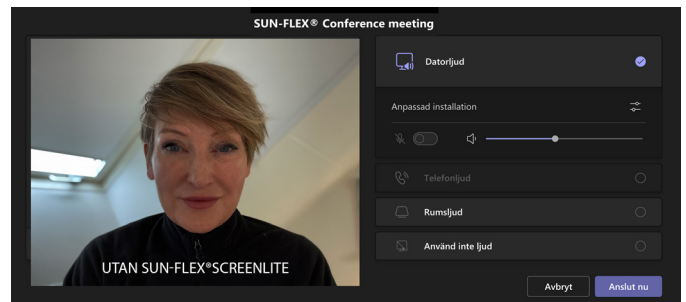 SUN-FLEX® Conference meeting
UTAN SUN-FLEX®SCREENLITE
Datorljud
Anpassad installation
Telefonljud
Rumsljud
Använd inte ljud
Avbryt
Anslut nu